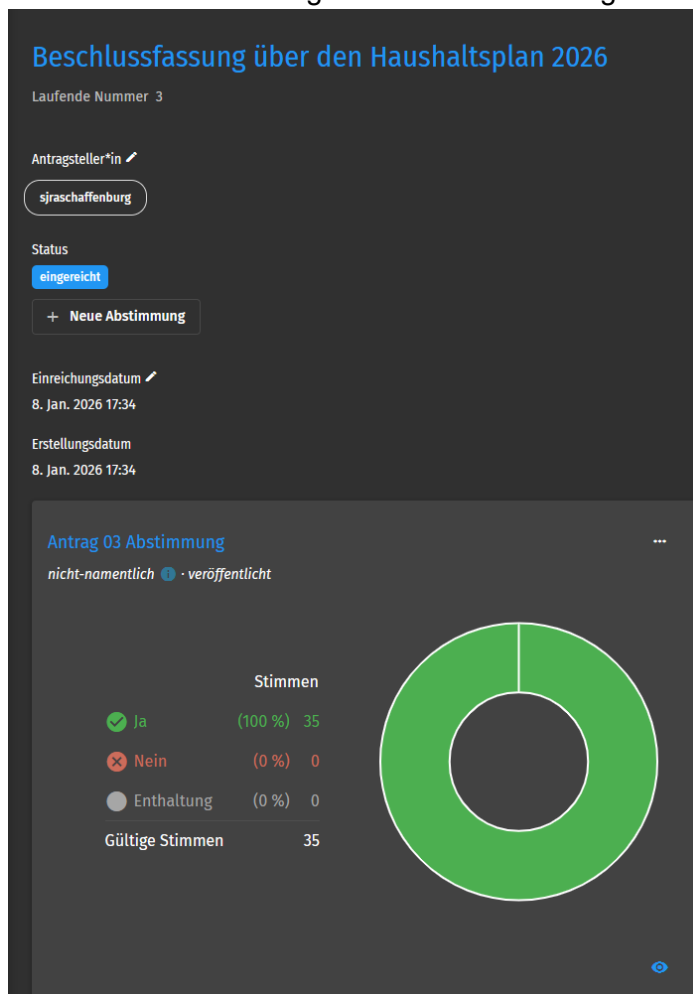 Beschlussfassung über den Haushaltsplan 2026
Laufende Nummer 3
Antragsteller*in
sjraschaffenburg
Status
eingereicht
+ Neue Abstimmung
Einreichungsdatum
8. Jan. 2026 17:34
Erstellungsdatum
8. Jan. 2026 17:34
Antrag 03 Abstimmung
nicht-namentlich · veröffentlicht
Stimmen
Ja (100 %) 35
Nein (0 %) 0
Enthaltung (0 %) 0
Gültige Stimmen 35